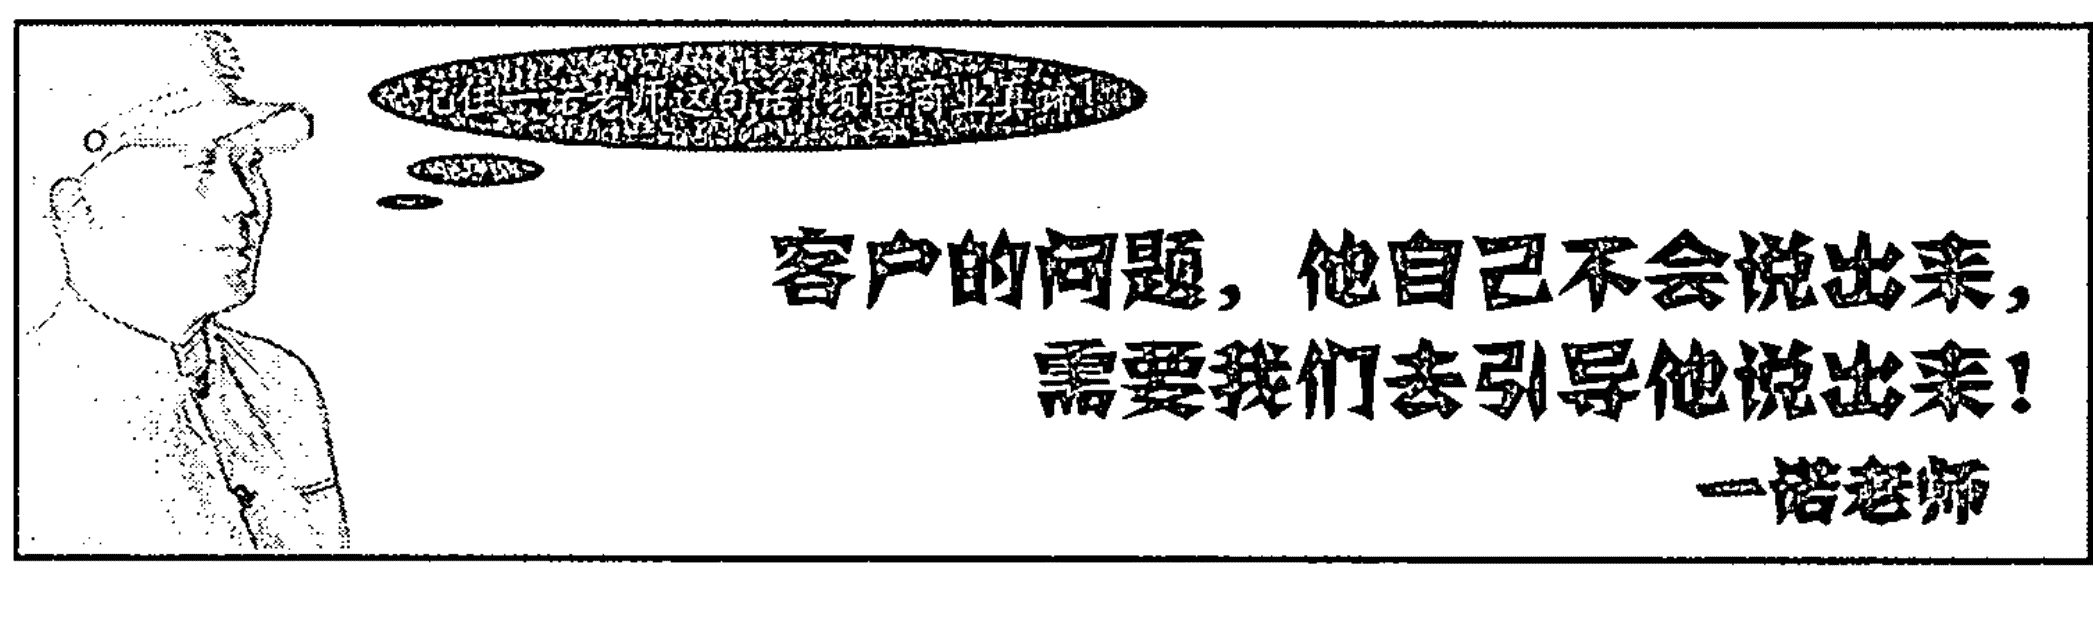 记住一诺老师这句话，领悟商业真谛！
客户的问题，他自己不会说出来，
需要我们去引导他说出来！
一诺老师